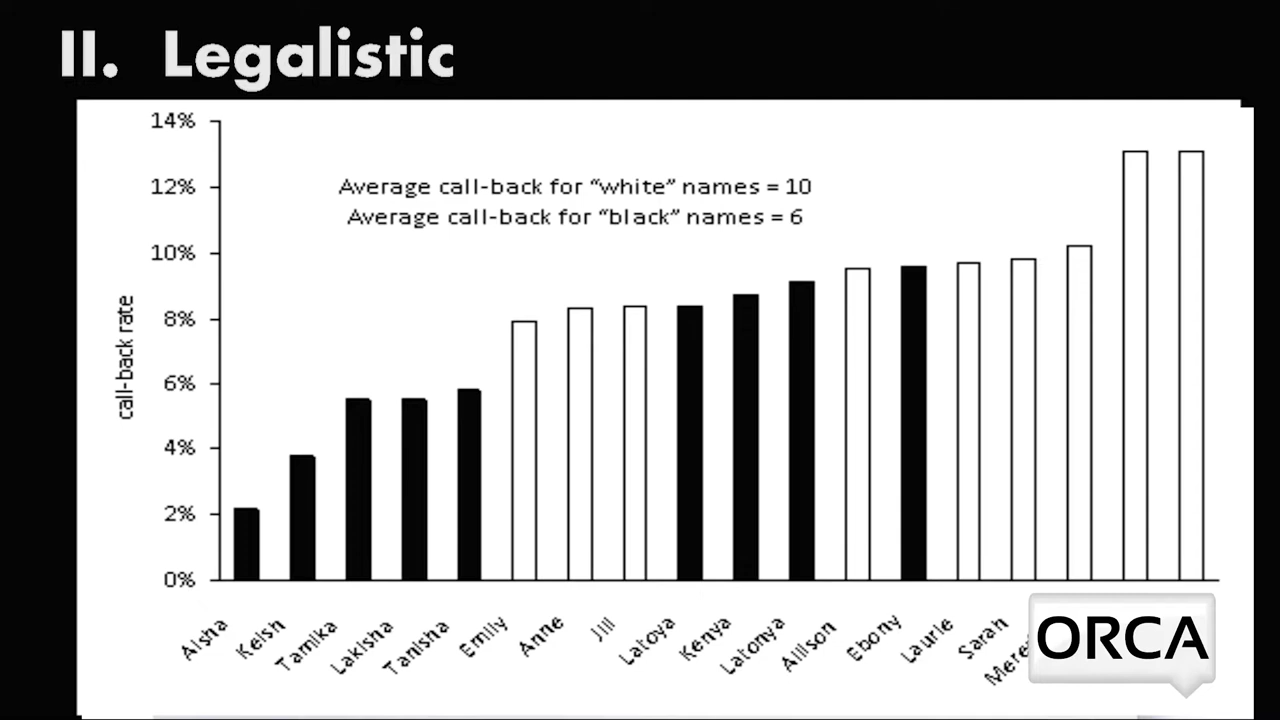 II. Legalistic
14%
Average call-back for “white” names = 10
12%
Average call-back for “black” names = 6
10%
8%
6%
4%
2%
0%
call-back rate
Aisha
Keish
Tamika
Lakisha
Tanisha
Emily
Anne
Jill
Latoya
Kenya
Latonya
Allison
Ebony
Laurie
Sarah
ORCA